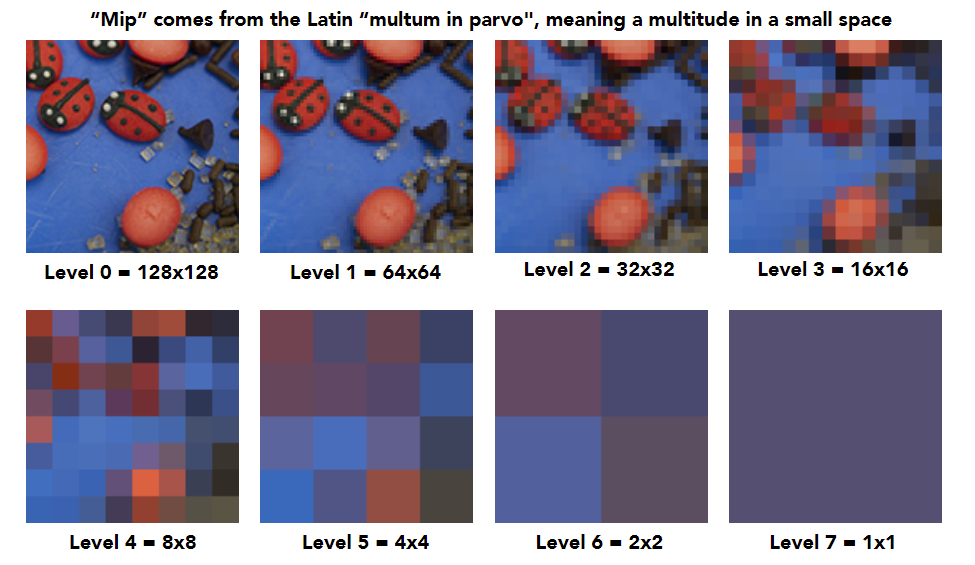 “Mip” comes from the Latin “multum in parvo", meaning a multitude in a small space
Level 0 = 128x128
Level 1 = 64x64
Level 2 = 32x32
Level 3 = 16x16
Level 4 = 8x8
Level 5 = 4x4
Level 6 = 2x2
Level 7 = 1x1